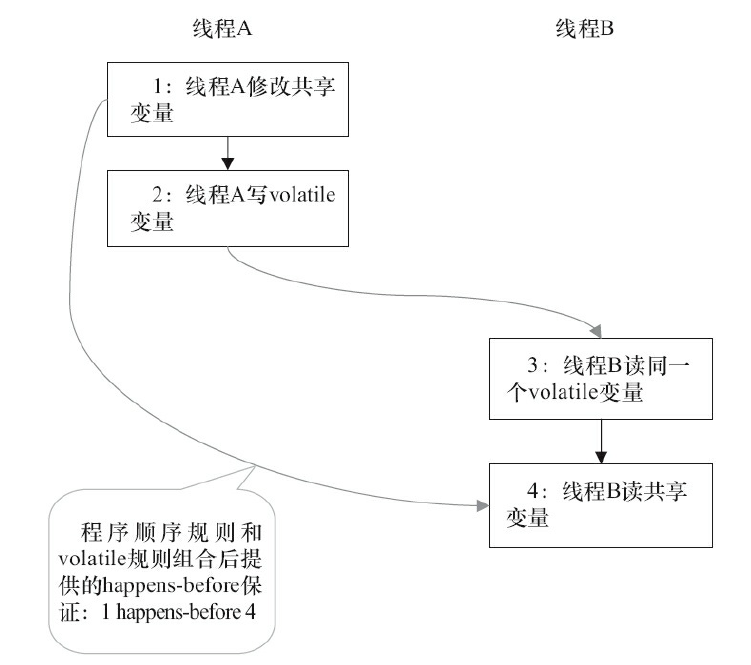 线程A
线程B
1：线程A修改共享
变量
2：线程A写volatile
变量
3：线程B读同一
个volatile变量
4：线程B读共享
变量
程序顺序规则和
volatile规则组合后提
供的happens-before保
证：1 happens-before 4